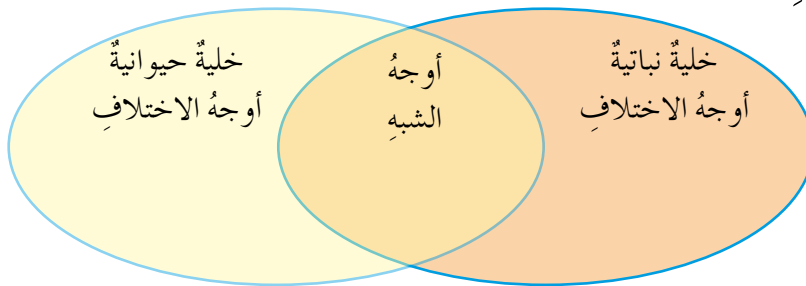 خليةٌ نباتيةٌ
أوجهُ الاختلافِ
أوجهُ
الشبهِ
خليةٌ حيوانيةٌ
أوجهُ الاختلافِ